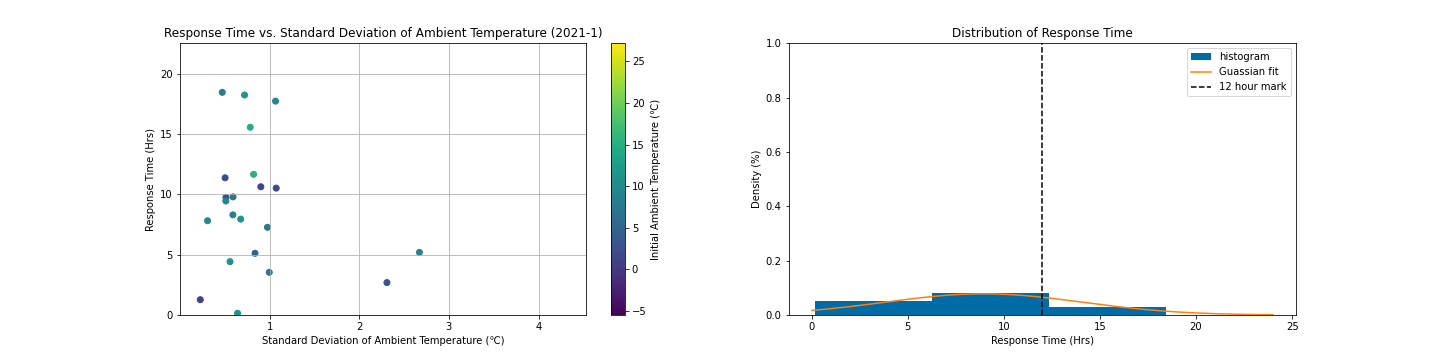 Response Time vs. Standard Deviation of Ambient Temperature (2021-1)
20
15
10
5
0
Response Time (Hrs)
1
2
3
4
Standard Deviation of Ambient Temperature (℃)
25
20
15
10
5
0
−5
Initial Ambient Temperature (℃)
Distribution of Response Time
1.0
0.8
0.6
0.4
0.2
0.0
Density (%)
histogram
Guassian fit
12 hour mark
0
5
10
15
20
25
Response Time (Hrs)